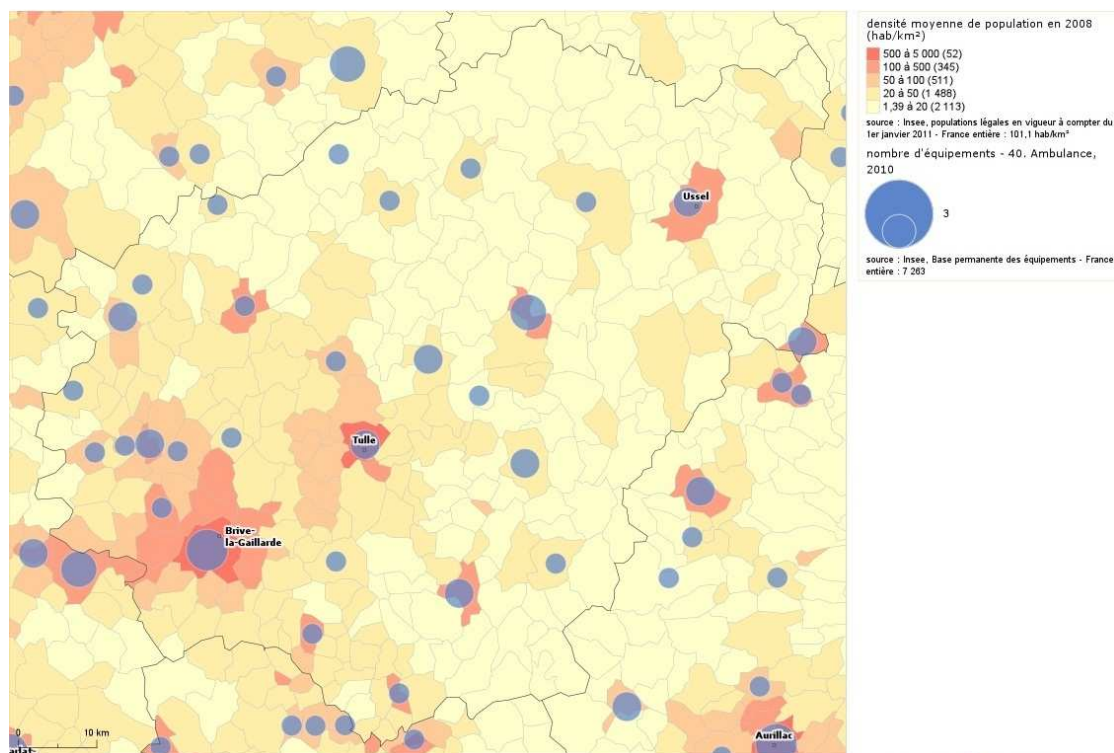 densité moyenne de population en 2008
(hab/km²)
500 à 5 000 (52)
100 à 500 (345)
50 à 100 (511)
20 à 50 (1 488)
1,39 à 20 (2 113)
source : Insee, populations légales en vigueur à compter du
1er janvier 2011 - France entière : 101,1 hab/km²
nombre d'équipements - 40. Ambulance,
2010
3
source : Insee, Base permanente des équipements - France
entière : 7 263
Ussel
Tulle
Brive-
la-Gaillarde
Aurillac
0 10 km